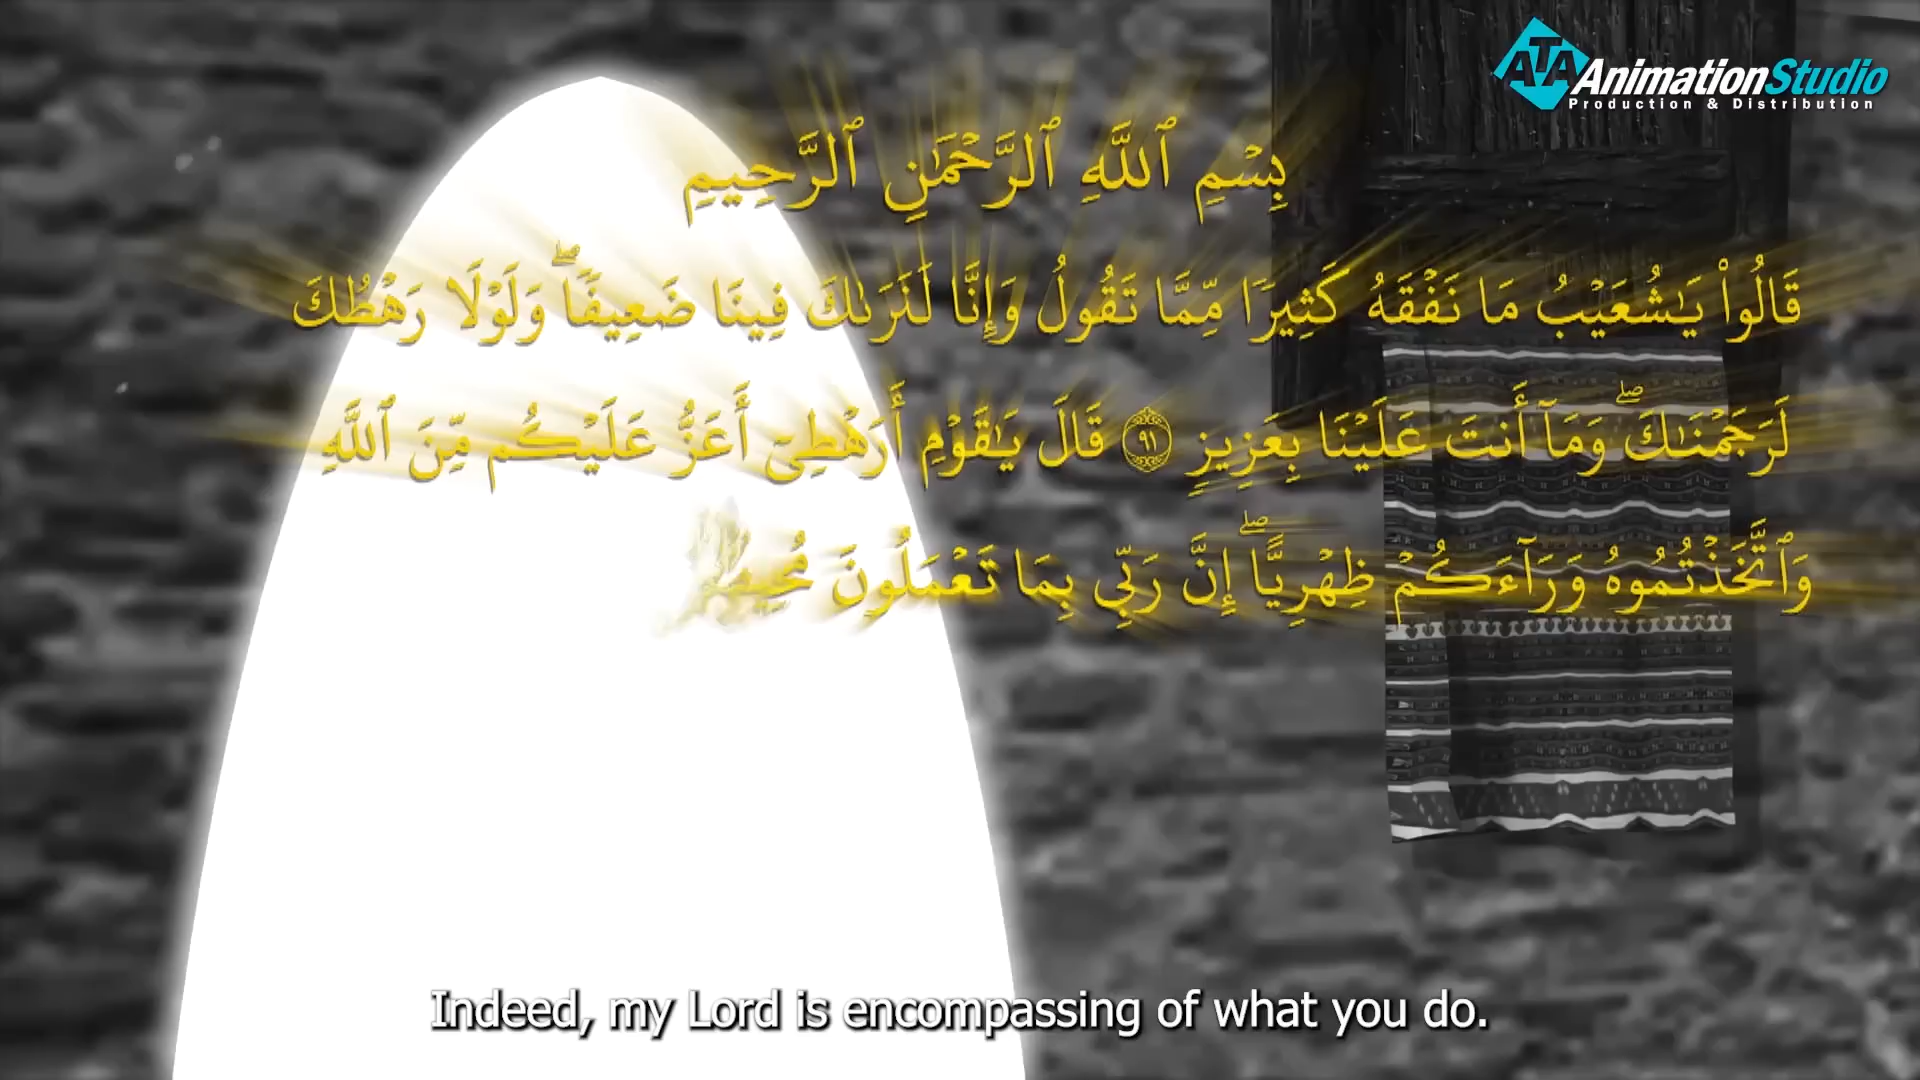 ATA AnimationStudio
Production & Distribution
بِسْمِ ٱللَّهِ ٱلرَّحْمَٰنِ ٱلرَّحِيمِ
قَالُوا۟ يَـٰشُعَيْبُ مَا نَفْقَهُ كَثِيرًا مِّمَّا تَقُولُ وَإِنَّا لَنَرَىٰكَ فِينَا ضَعِيفًا ۖ وَلَوْلَا رَهْطُكَ
لَرَجَمْنَـٰكَ ۖ وَمَآ أَنتَ عَلَيْنَا بِعَزِيزٍ ٩١ قَالَ يَـٰقَوْمِ أَرَهْطِىٓ أَعَزُّ عَلَيْكُم مِّنَ ٱللَّهِ
وَٱتَّخَذْتُمُوهُ وَرَآءَكُمْ ظِهْرِيًّا ۖ إِنَّ رَبِّي بِمَا تَعْمَلُونَ
Indeed, my Lord is encompassing of what you do.